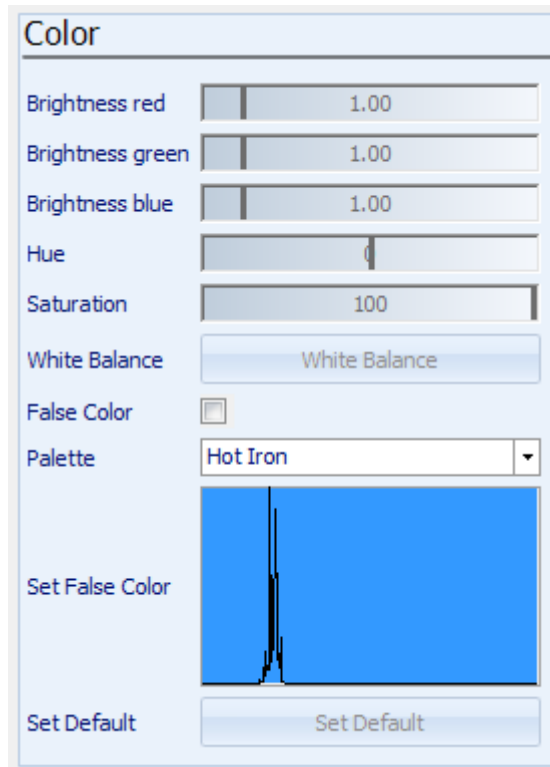 Color
Brightness red 1.00
Brightness green 1.00
Brightness blue 1.00
Hue 0
Saturation 100
White Balance White Balance
False Color
Palette Hot Iron
Set False Color
Set Default Set Default